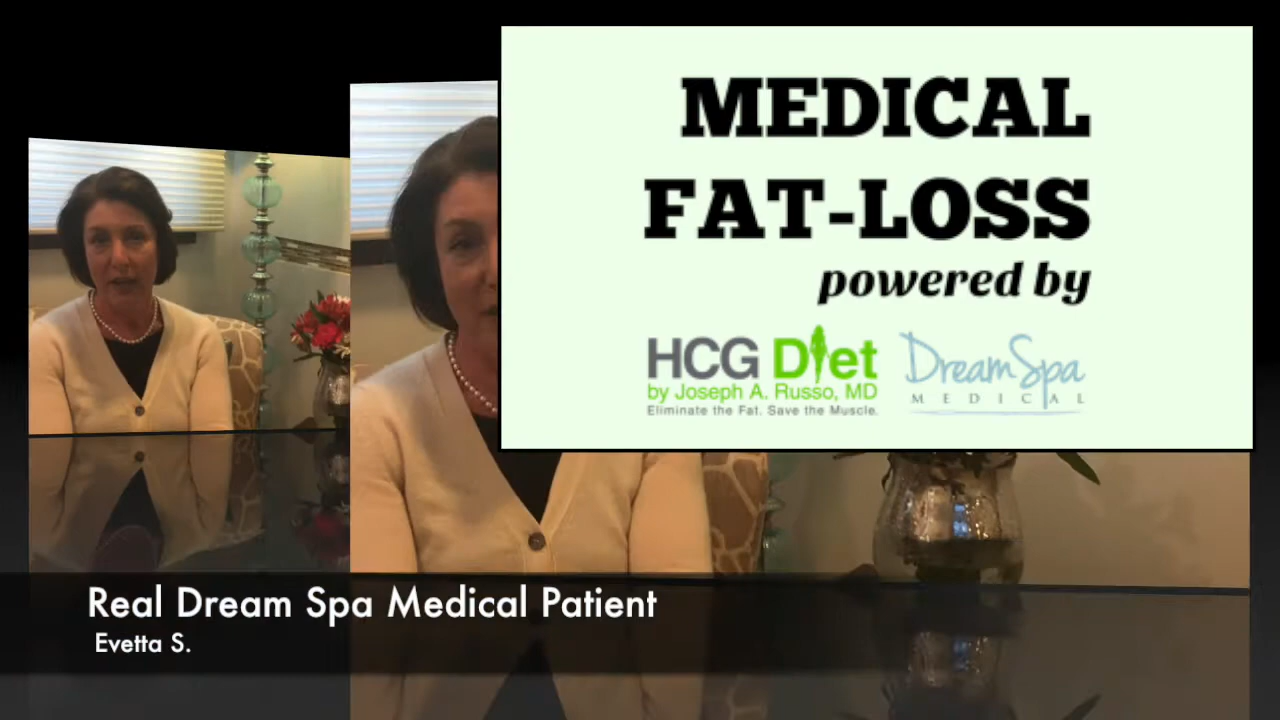 MEDICAL
FAT-LOSS
powered by
HCG Diet
by Joseph A. Russo, MD
Eliminate the Fat. Save the Muscle.
DreamSpa
MEDICAL
Real Dream Spa Medical Patient
Evetta S.